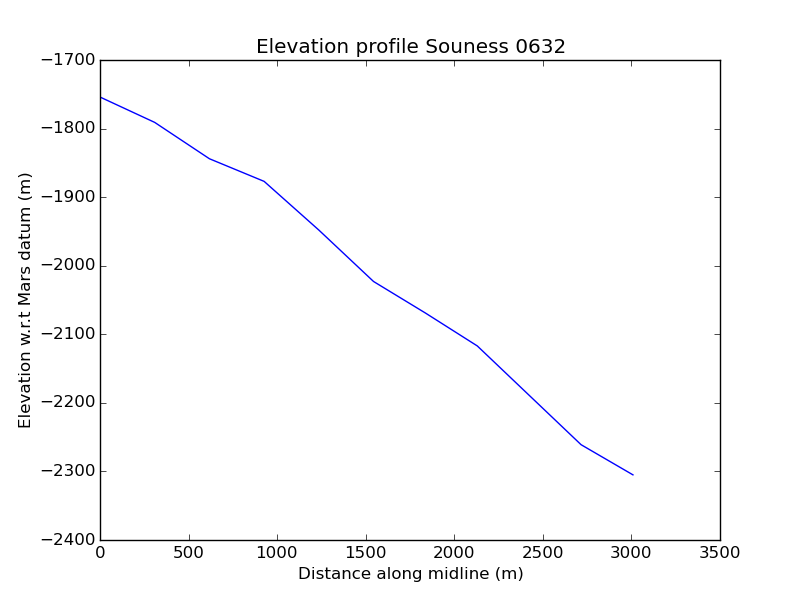 Elevation profile Souness 0632
−1700
−1800
−1900
−2000
−2100
−2200
−2300
−2400
Elevation w.r.t Mars datum (m)
0 500 1000 1500 2000 2500 3000 3500
Distance along midline (m)